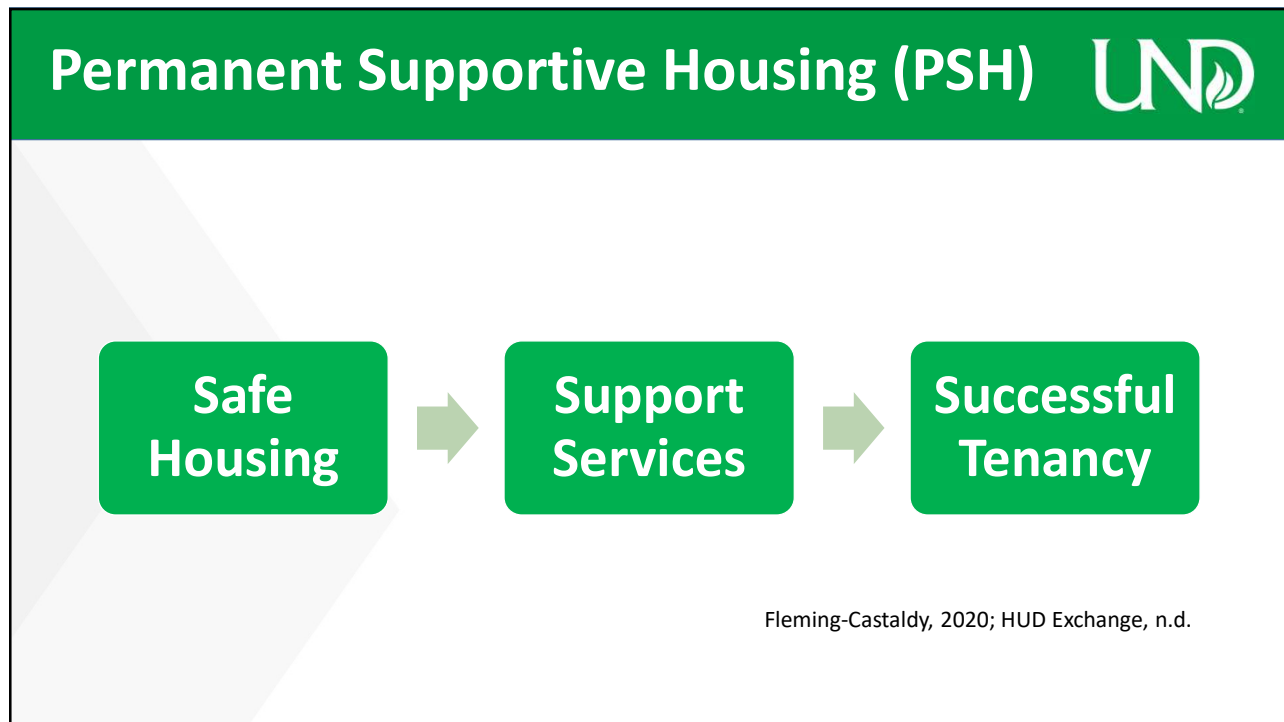 Permanent Supportive Housing (PSH)
UND
Safe
Housing
Support
Services
Successful
Tenancy
Fleming-Castaldy, 2020; HUD Exchange, n.d.